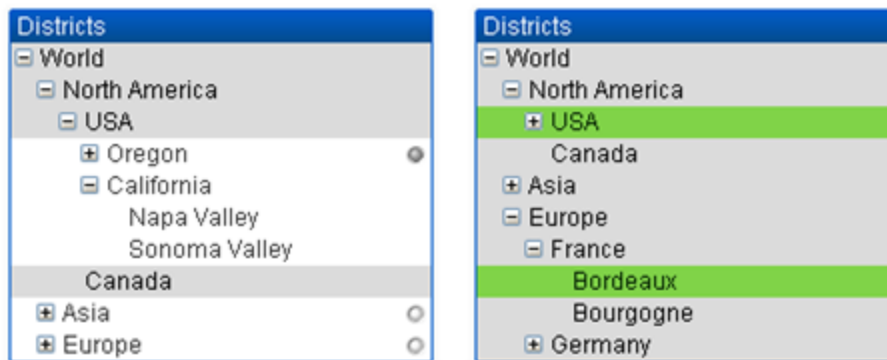 Districts
World
North America
USA
Oregon
California
Napa Valley
Sonoma Valley
Canada
Asia
Europe
Districts
World
North America
USA
Canada
Asia
Europe
France
Bordeaux
Bourgogne
Germany